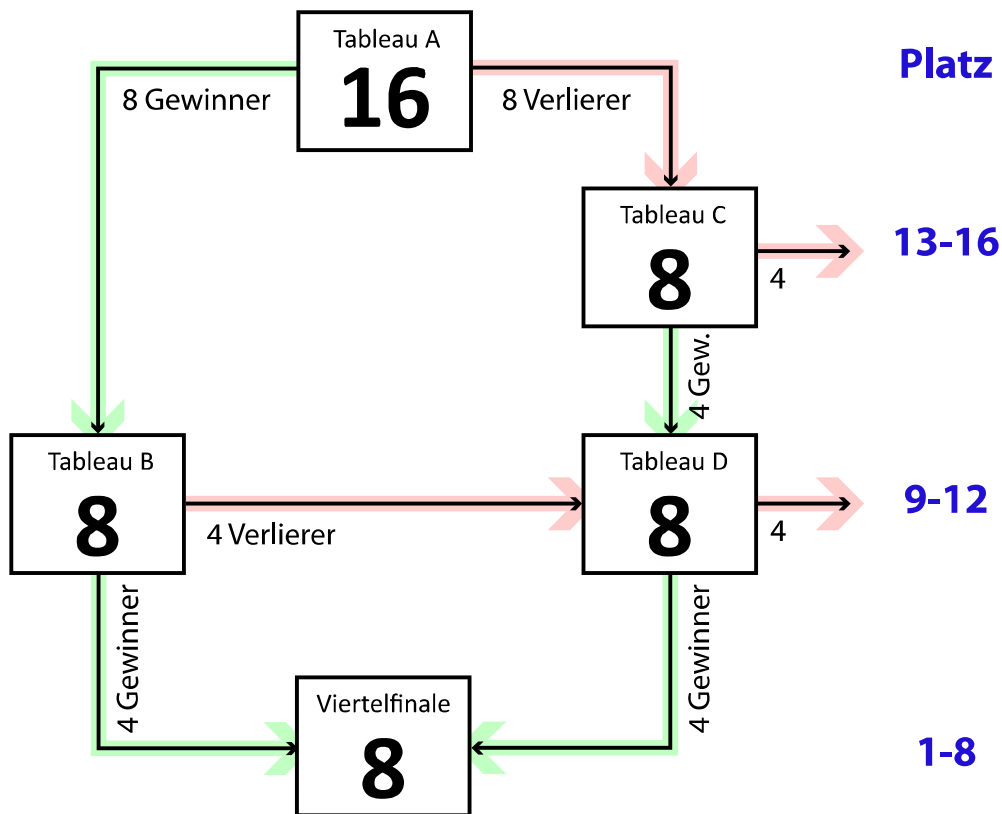 Tableau A
16
Platz
8 Gewinner
8 Verlierer
Tableau C
8
13-16
4
4 Gew.
Tableau B
8
Tableau D
8
9-12
4 Verlierer
4
4 Gewinner
4 Gewinner
Viertelfinale
8
1-8